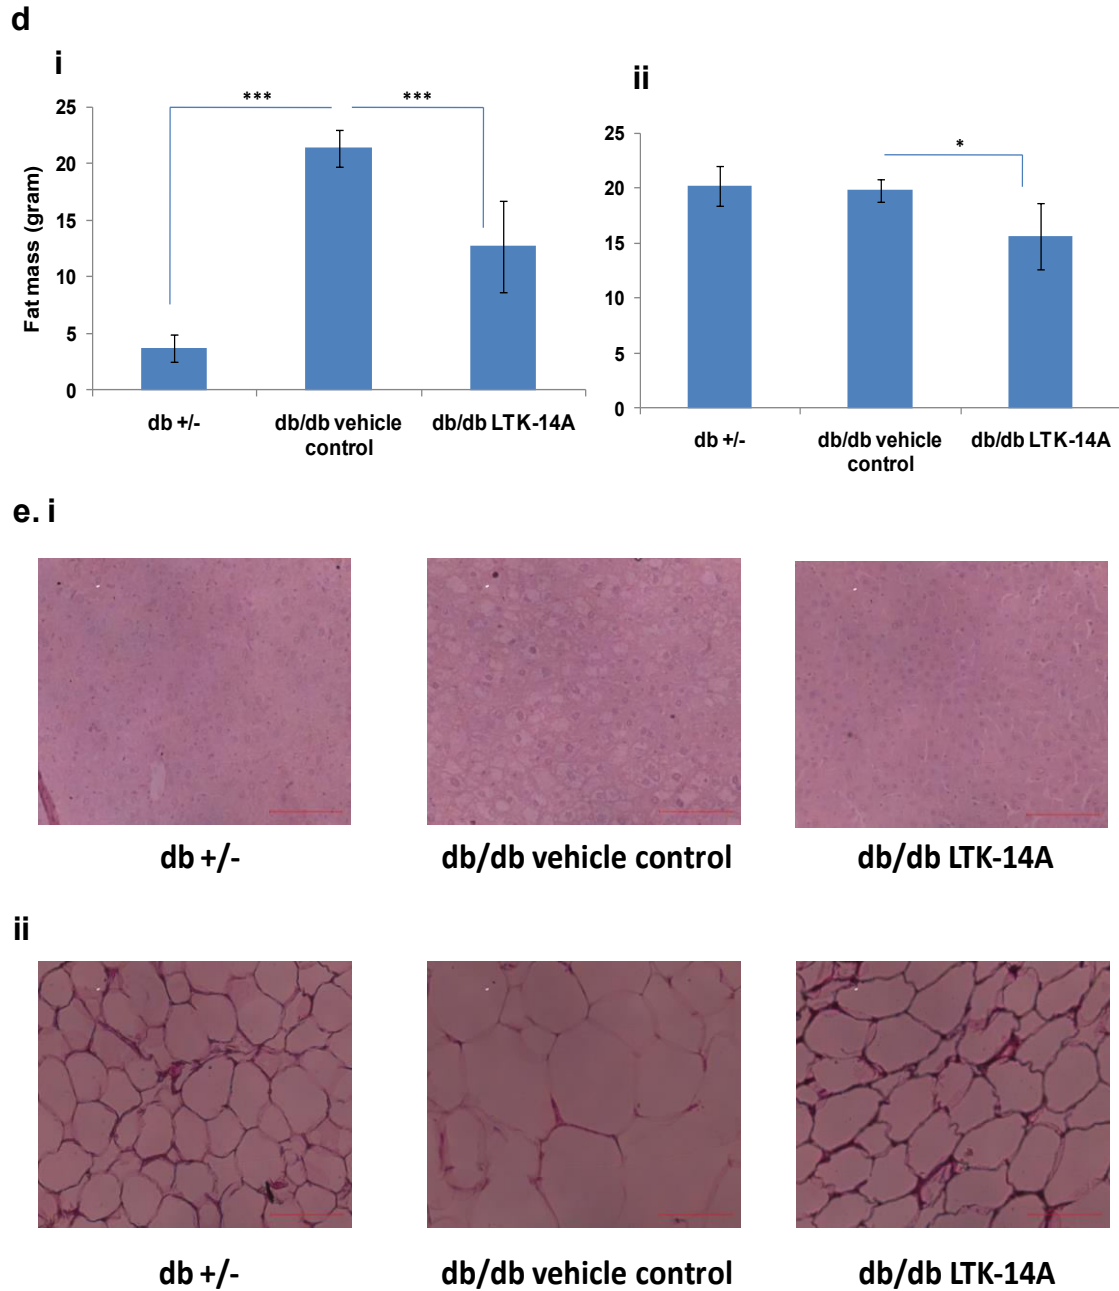 d
i
***
***
25
20
15
10
5
0
Fat mass (gram)
db +/-
db/db vehicle
control
db/db LTK-14A
ii
*
25
20
15
10
5
0
db +/-
db/db vehicle
control
db/db LTK-14A
e. i
db +/-
db/db vehicle control
db/db LTK-14A
ii
db +/-
db/db vehicle control
db/db LTK-14A